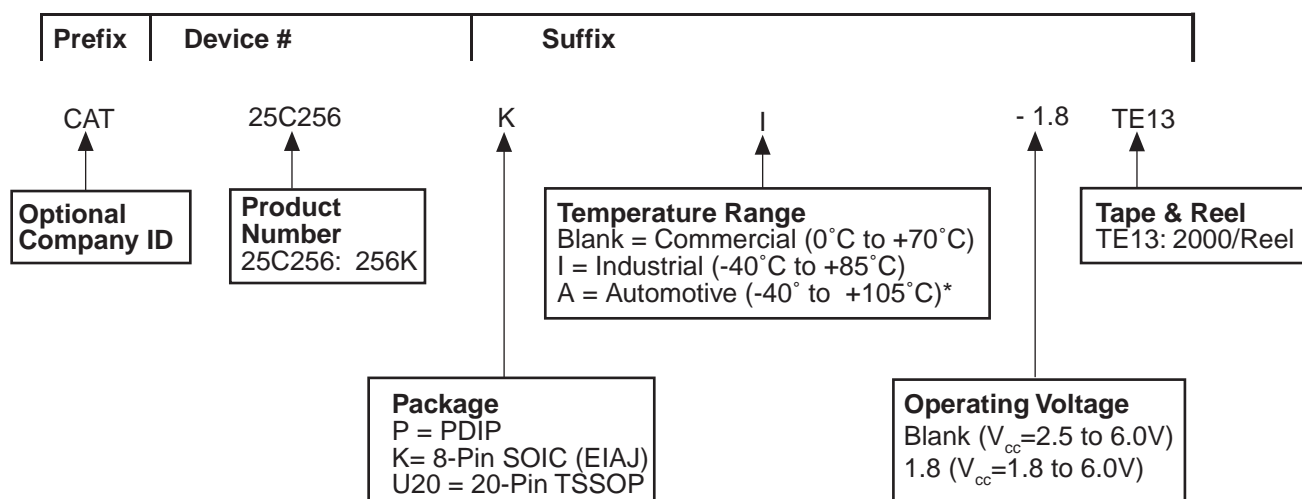 Prefix Device # Suffix
CAT 25C256 K I - 1.8 TE13
Optional
Company ID
Product
Number
25C256: 256K
Temperature Range
Blank = Commercial (0˚C to +70˚C)
I = Industrial (-40˚C to +85˚C)
A = Automotive (-40˚ to +105˚C)*
Tape & Reel
TE13: 2000/Reel
Package
P = PDIP
K= 8-Pin SOIC (EIAJ)
U20 = 20-Pin TSSOP
Operating Voltage
Blank (Vcc=2.5 to 6.0V)
1.8 (Vcc=1.8 to 6.0V)